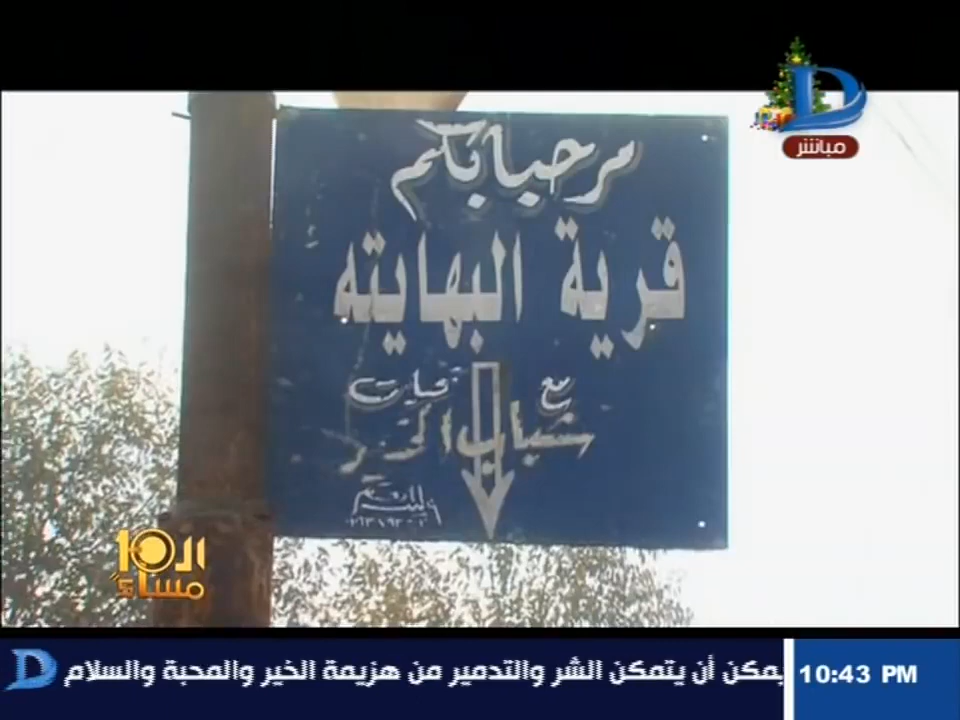 مباشر
مرحبا بكم
قرية البهايته
مع تحيات
شباب
العاشرة
مساءً
يمكن أن يتمكن الشر والتدمير من هزيمة الخير والمحبة والسلام
10:43 PM